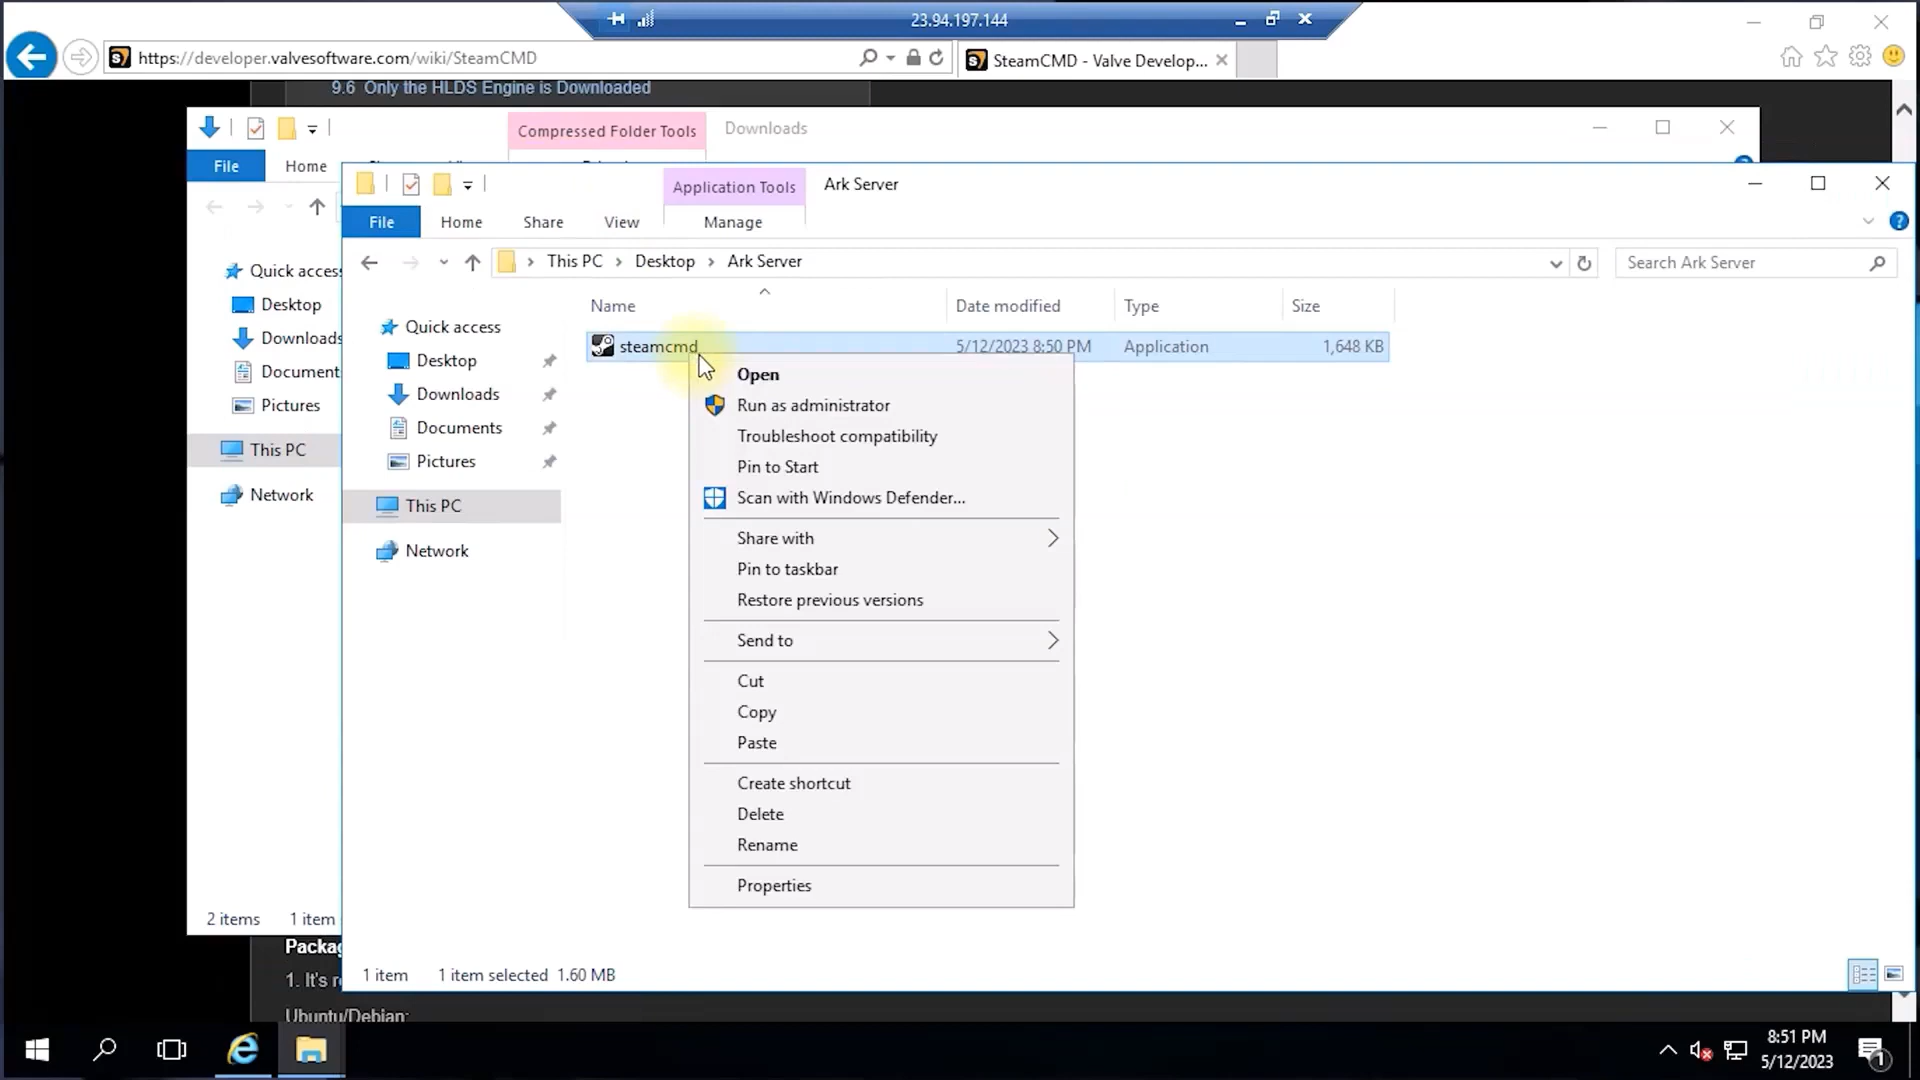 23.94.197.144
https://developer.valvesoftware.com/wiki/SteamCMD
SteamCMD - Valve Develop...
9.6 Only the HLDS Engine is Downloaded
Compressed Folder Tools
Downloads
File
Home
Application Tools
Ark Server
File
Home
Share
View
Manage
This PC
Desktop
Ark Server
Search Ark Server
Quick access
Desktop
Downloads
Document
Pictures
This PC
Network
Quick access
Desktop
Downloads
Documents
Pictures
This PC
Network
Name
Date modified
Type
Size
steamcmd
5/12/2023 8:50 PM
Application
1,648 KB
Open
Run as administrator
Troubleshoot compatibility
Pin to Start
Scan with Windows Defender...
Share with
Pin to taskbar
Restore previous versions
Send to
Cut
Copy
Paste
Create shortcut
Delete
Rename
Properties
2 items
1 item
1 item
1 item selected
1.60 MB
Packag
1. It's r
Ubuntu/Debian:
8:51 PM
5/12/2023
1